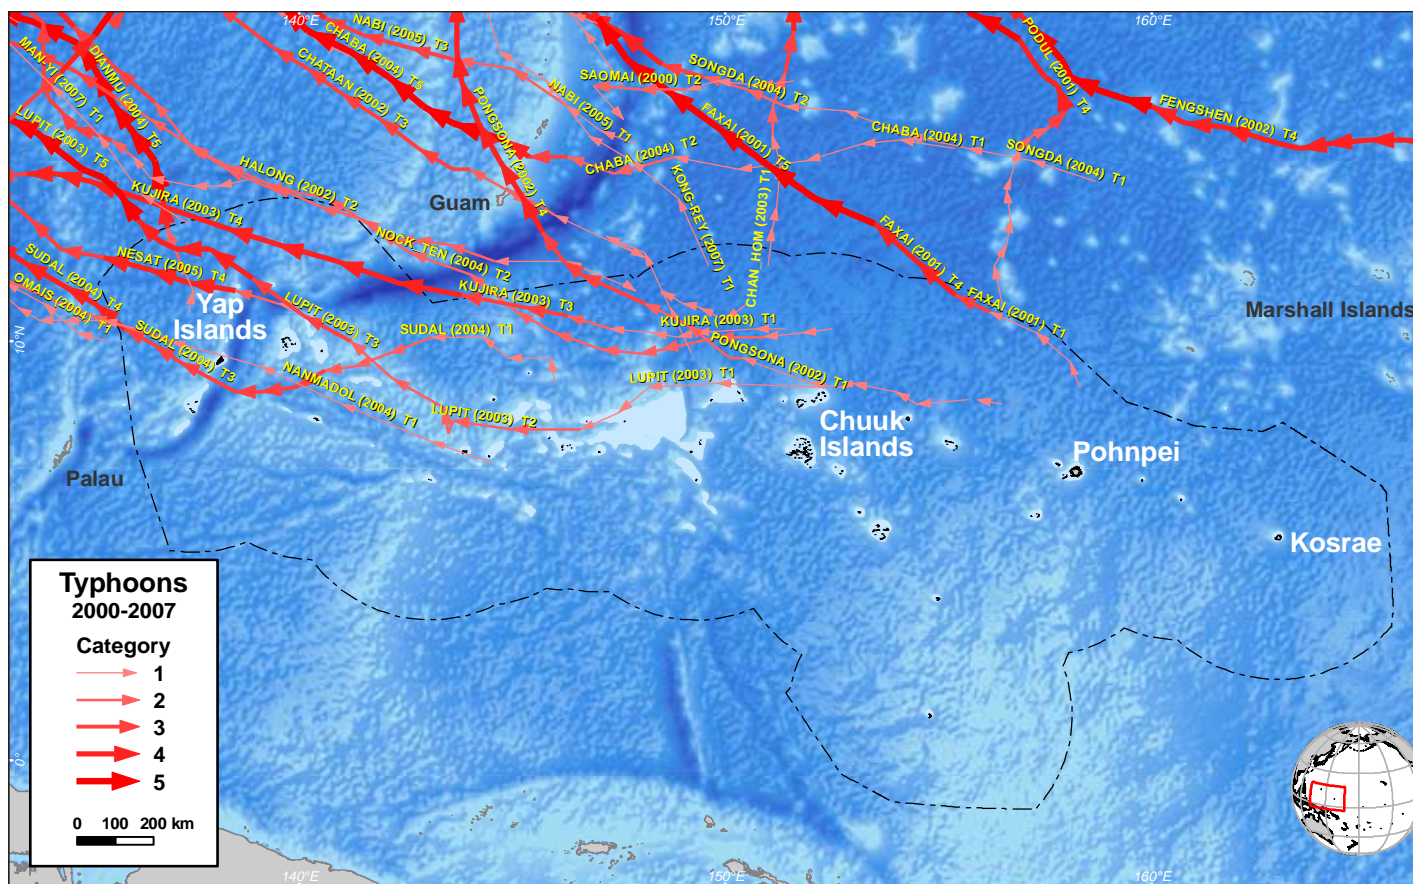 140°E
150°E
160°E
NABI (2005) T3
CHABA (2004) T5
CHATAAN (2002) T3
DIANMU (2004) T5
MAN-YI (2007) T1
LUPIT (2003) T5
PONGSONA (2002) T4
NABI (2005) T1
SAOMAI (2000) T2
SONGDA (2004) T2
FAXAI (2001) T5
PODUL (2001) T4
FENGSHEN (2002) T4
CHABA (2004) T1
SONGDA (2004) T1
CHABA (2004) T2
HALONG (2002) T2
KONG-REY (2007) T1
CHAN_HOM (2003) T1
KUJIRA (2003) T4
Guam
NOCK_TEN (2004) T2
FAXAI (2001) T4
FAXAI (2001) T1
SUDAL (2004) T4
NESAT (2005) T4
OMAIS (2004) T1
KUJIRA (2003) T3
LUPIT (2003) T3
Yap
Islands
Marshall Islands
10°N
SUDAL (2004) T1
KUJIRA (2003) T1
PONGSONA (2002) T1
SUDAL (2004) T3
NANMADOL (2004) T1
LUPIT (2003) T1
LUPIT (2003) T2
Chuuk
Islands
Pohnpei
Palau
Kosrae
Typhoons
2000-2007
Category
1
2
3
4
5
0 100 200 km
0°
140°E
150°E
160°E